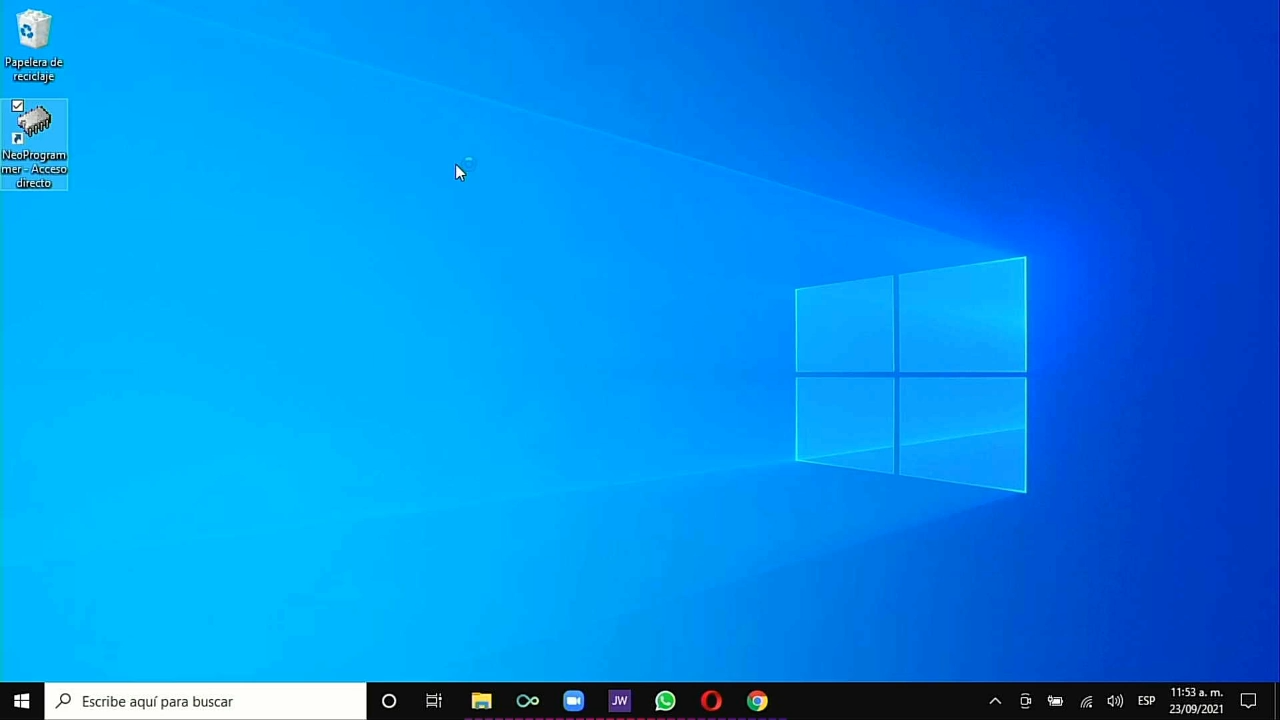 Papelera de
reciclaje
NeoProgram
mer - Acceso
directo
Escribe aquí para buscar
JW
ESP
11:53 a. m.
23/09/2021